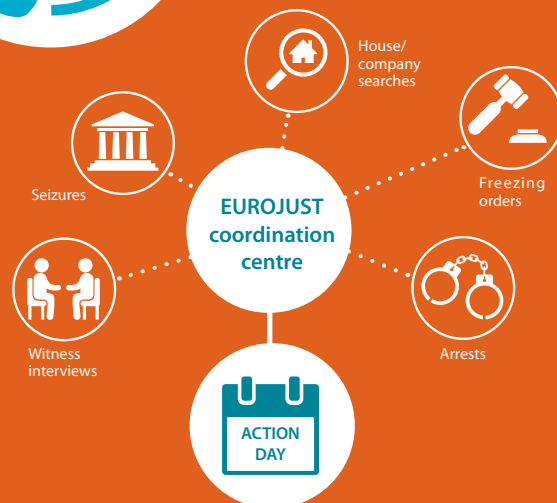 House/
company
searches
Seizures
Freezing
orders
EUROJUST
coordination
centre
Witness
interviews
Arrests
ACTION
DAY